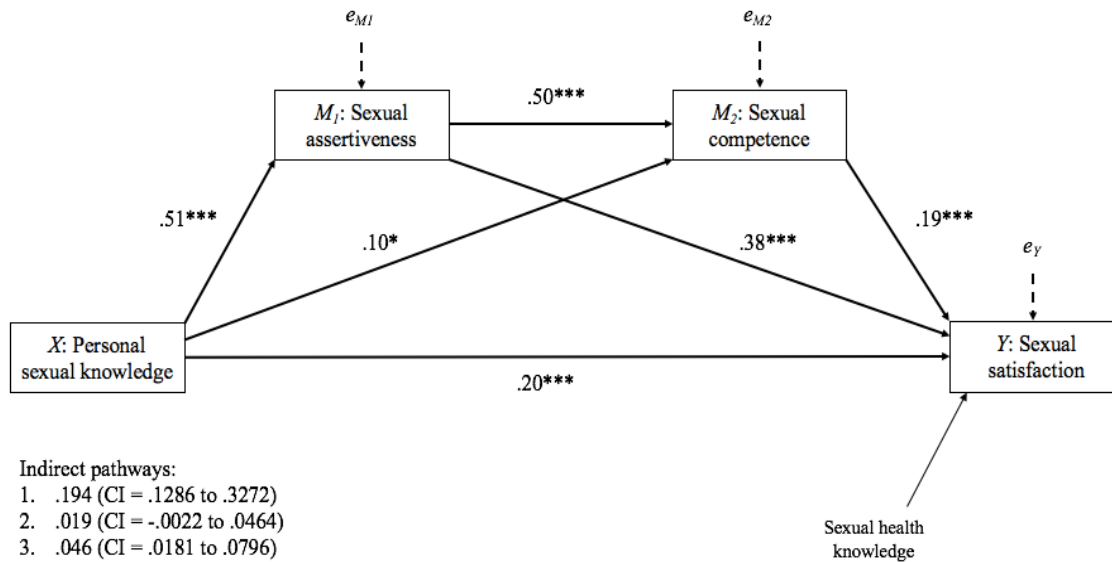 eM1
eM2
.50***
M1: Sexual
assertiveness
M2: Sexual
competence
.51***
.10*
.38***
.19***
eY
X: Personal
sexual knowledge
Y: Sexual
satisfaction
.20***
Indirect pathways:
1. .194 (CI = .1286 to .3272)
2. .019 (CI = -.0022 to .0464)
3. .046 (CI = .0181 to .0796)
Sexual health
knowledge